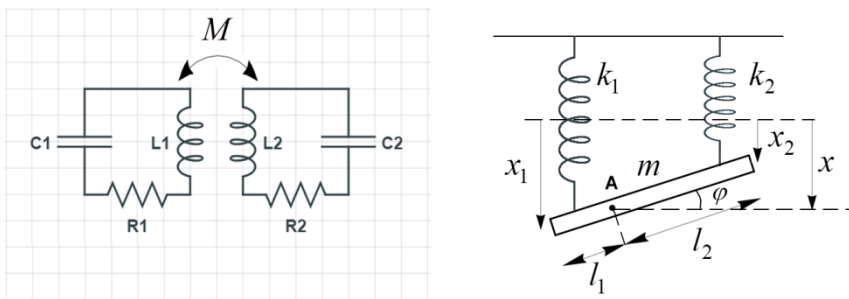 M
C1
L1
L2
C2
R1
R2
k₁
k₂
x₁
m
x₂
x
A
φ
l₁
l₂